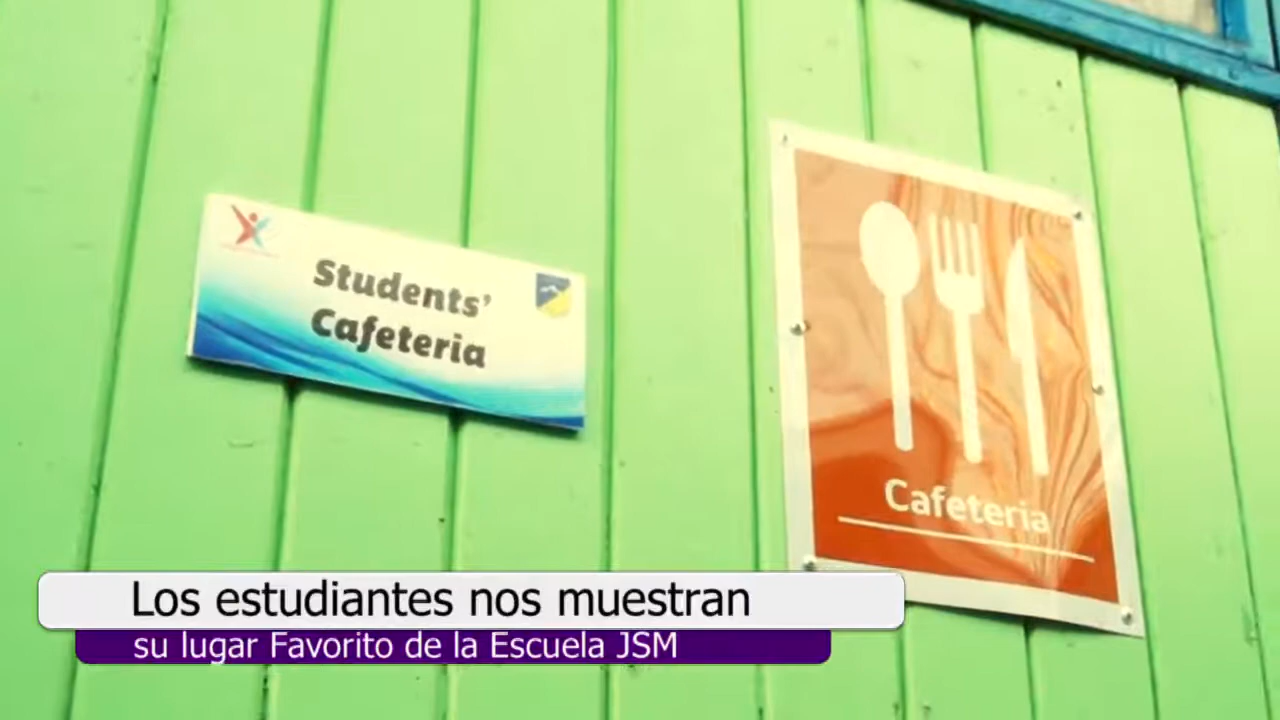 Students'
Cafeteria
Cafeteria
Los estudiantes nos muestran
su lugar Favorito de la Escuela JSM